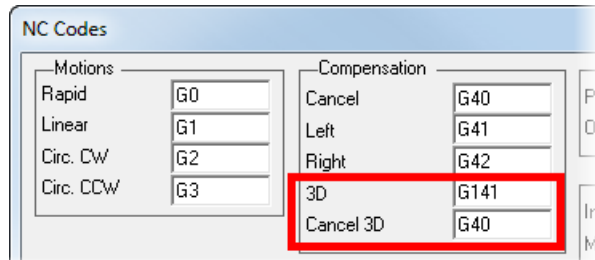 NC Codes
Motions
Rapid G0
Linear G1
Circ. CW G2
Circ. CCW G3
Compensation
Cancel G40
Left G41
Right G42
3D G141
Cancel 3D G40